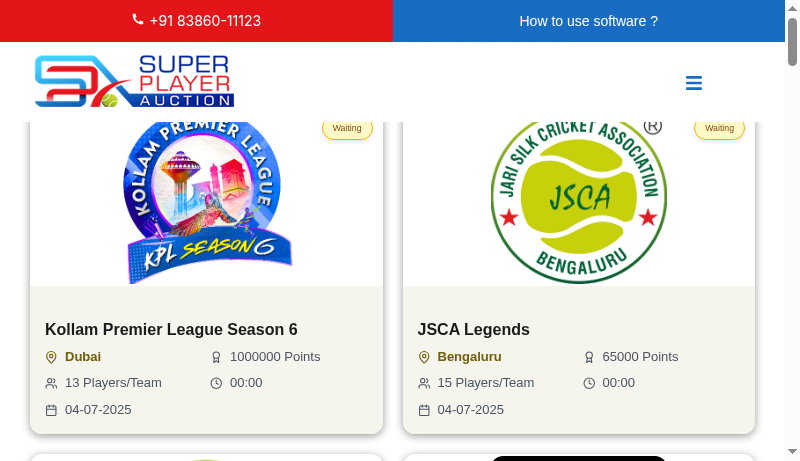 +91 83860-11123
How to use software ?
SUPER
PLAYER
AUCTION
Waiting
KOLLAM PREMIER LEAGUE
KPL SEASON 6
Kollam Premier League Season 6
Dubai
1000000 Points
13 Players/Team
00:00
04-07-2025
Waiting
JARI SILK CRICKET ASSOCIATION
®
JSCA
BENGALURU
JSCA Legends
Bengaluru
65000 Points
15 Players/Team
00:00
04-07-2025